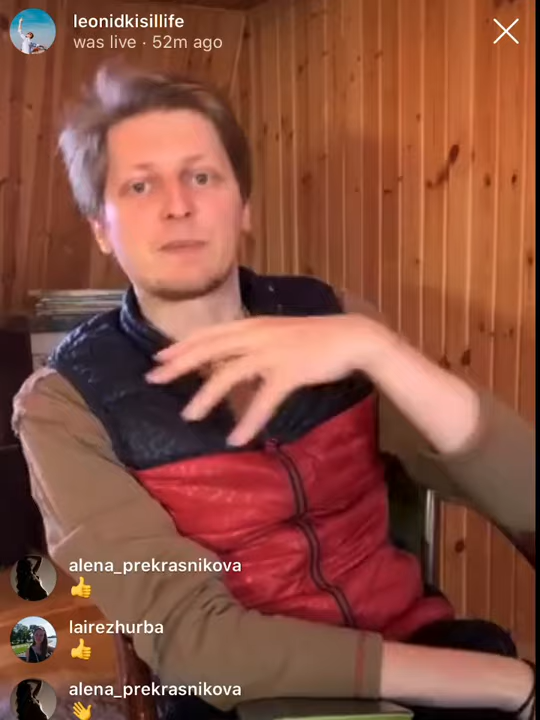 leonidkisillife
was live · 52m ago
alena_prekrasnikova
👍
lairezhurba
👍
alena_prekrasnikova
👋